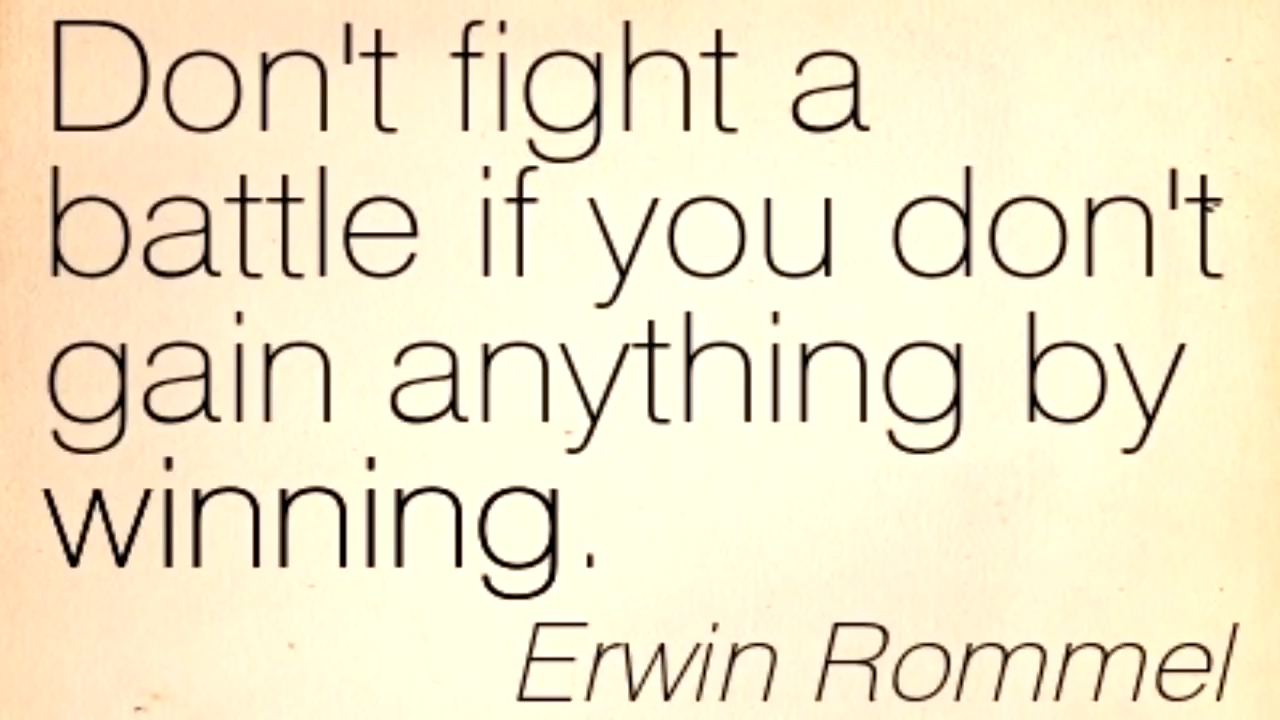 Don't fight a
battle if you don't
gain anything by
winning.
Erwin Rommel